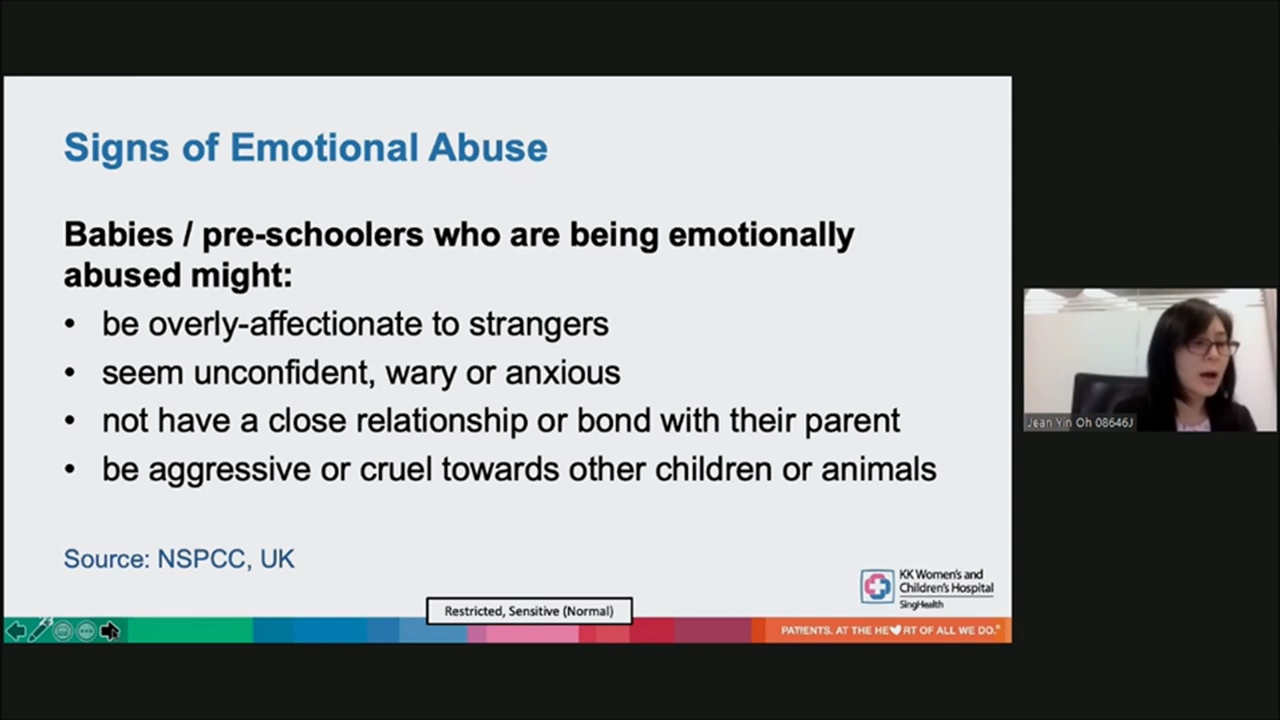 Signs of Emotional Abuse
Babies / pre-schoolers who are being emotionally
abused might:
• be overly-affectionate to strangers
• seem unconfident, wary or anxious
• not have a close relationship or bond with their parent
• be aggressive or cruel towards other children or animals
Source: NSPCC, UK
KK Women's and
Children's Hospital
SingHealth
Restricted, Sensitive (Normal)
PATIENTS. AT THE HE RT OF ALL WE DO.®
Jean Yin Oh 08646J